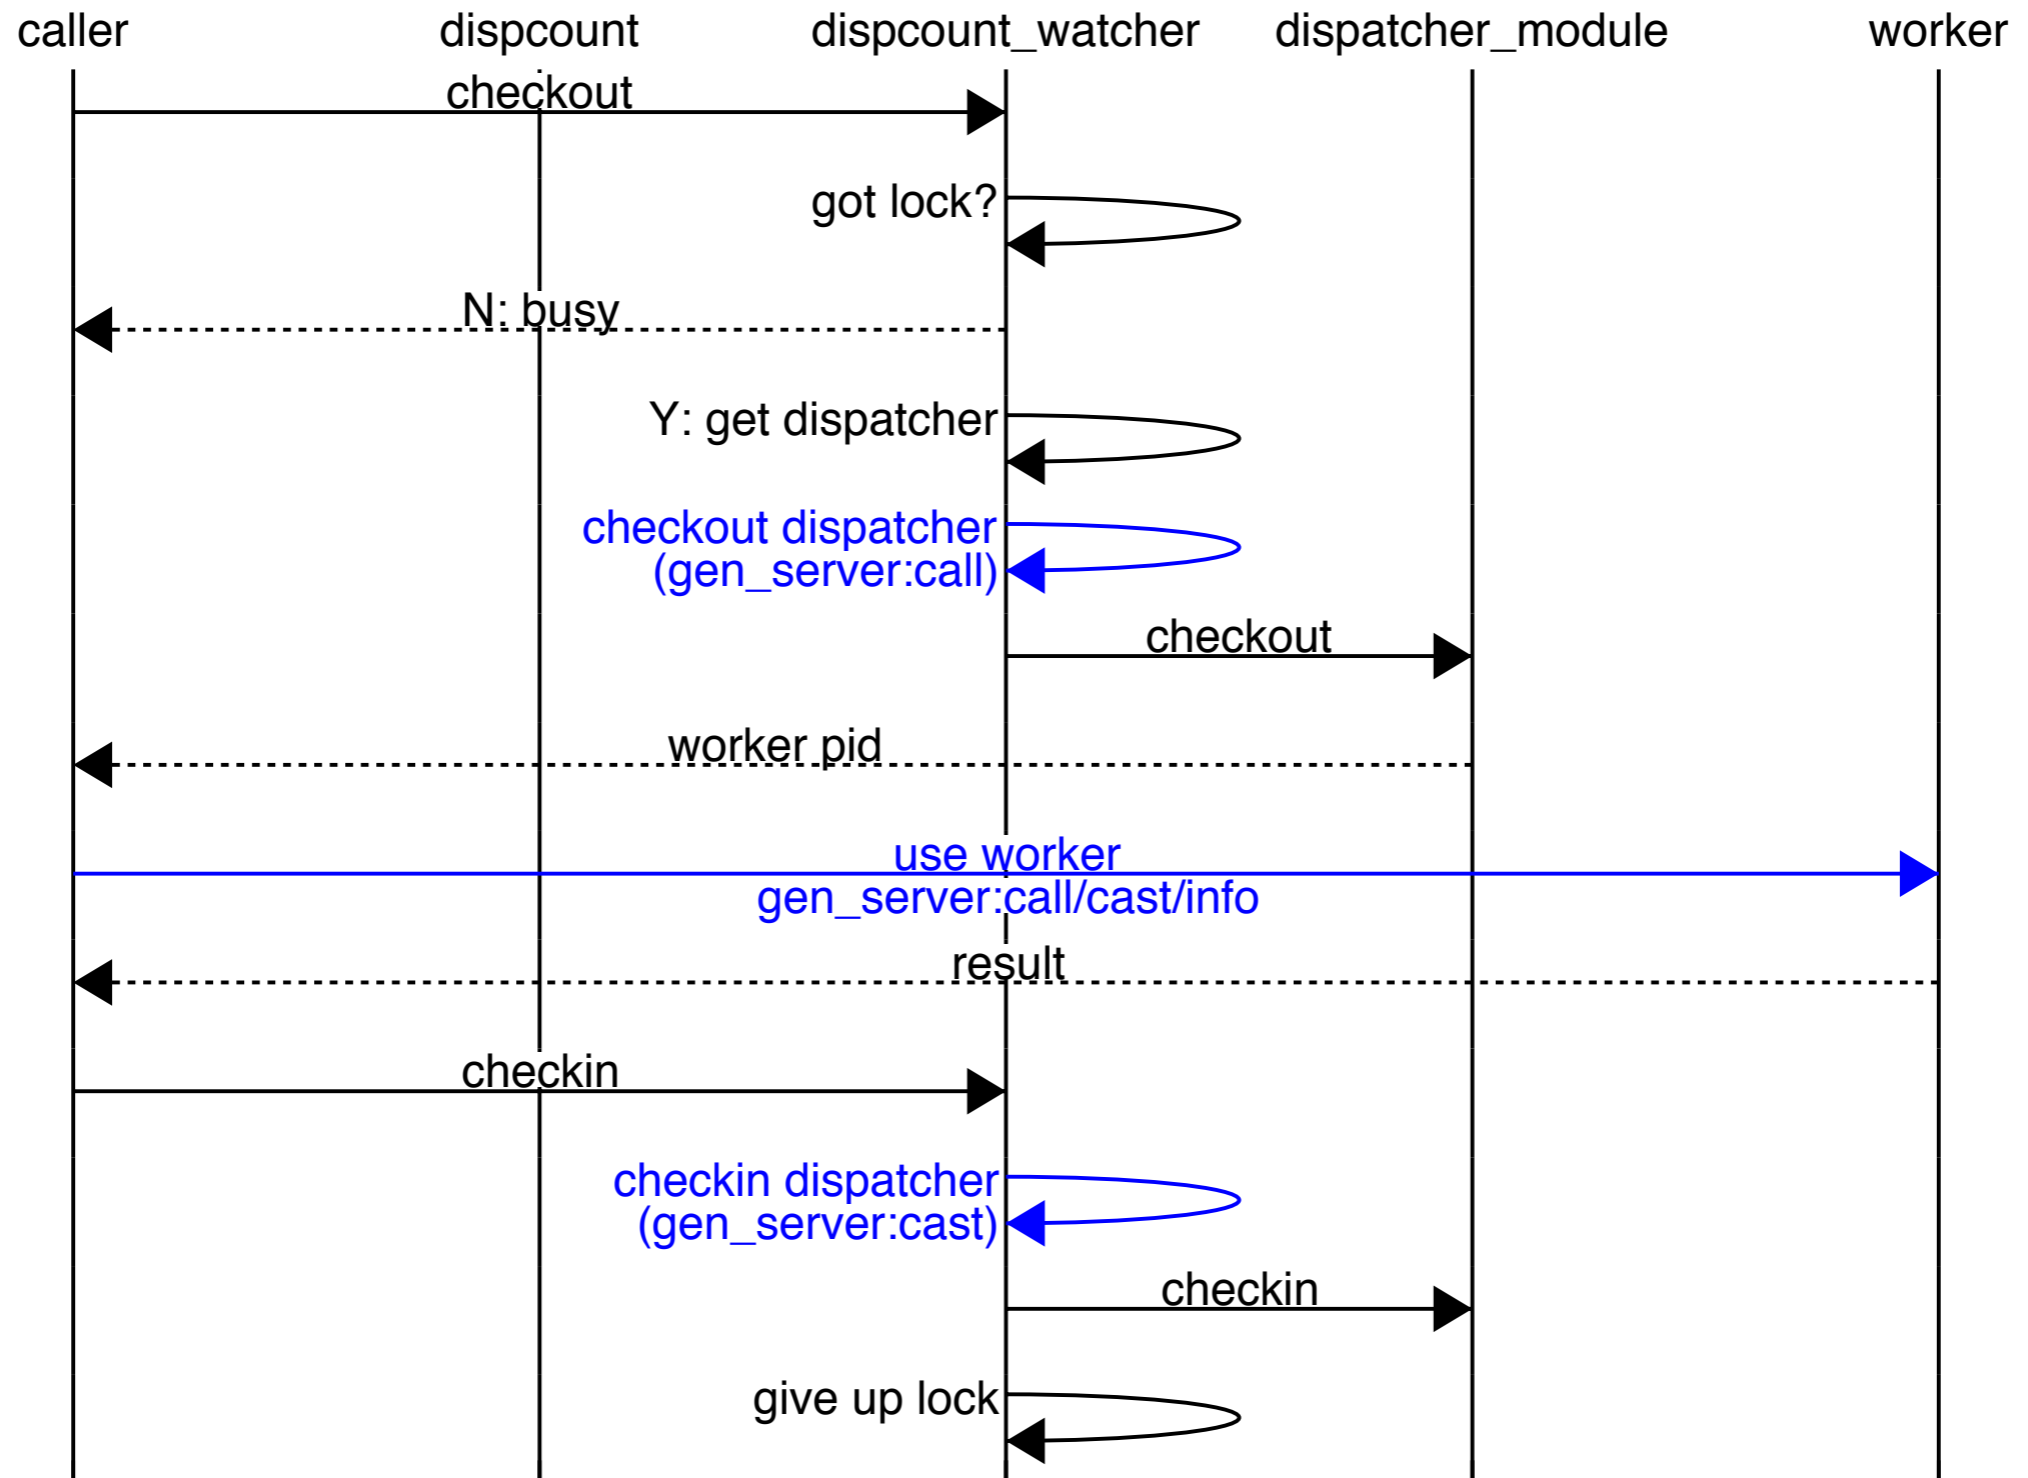 caller
dispcount
dispcount_watcher
dispatcher_module
worker
checkout
got lock?
N: busy
Y: get dispatcher
checkout dispatcher
(gen_server:call)
checkout
worker pid
use worker
gen_server:call/cast/info
result
checkin
checkin dispatcher
(gen_server:cast)
checkin
give up lock